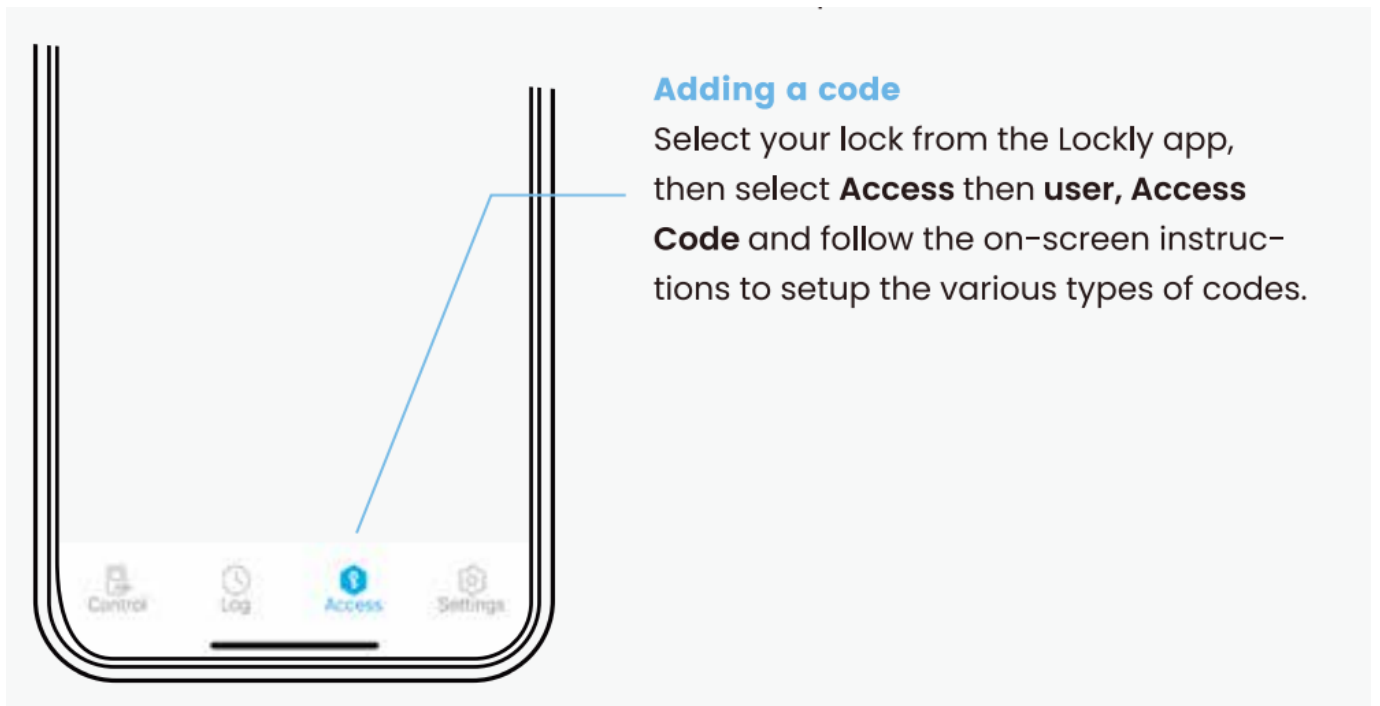 Adding a code
Select your lock from the Lockly app,
then select Access then user, Access
Code and follow the on-screen instruc-
tions to setup the various types of codes.
Control
Log
Access
Settings